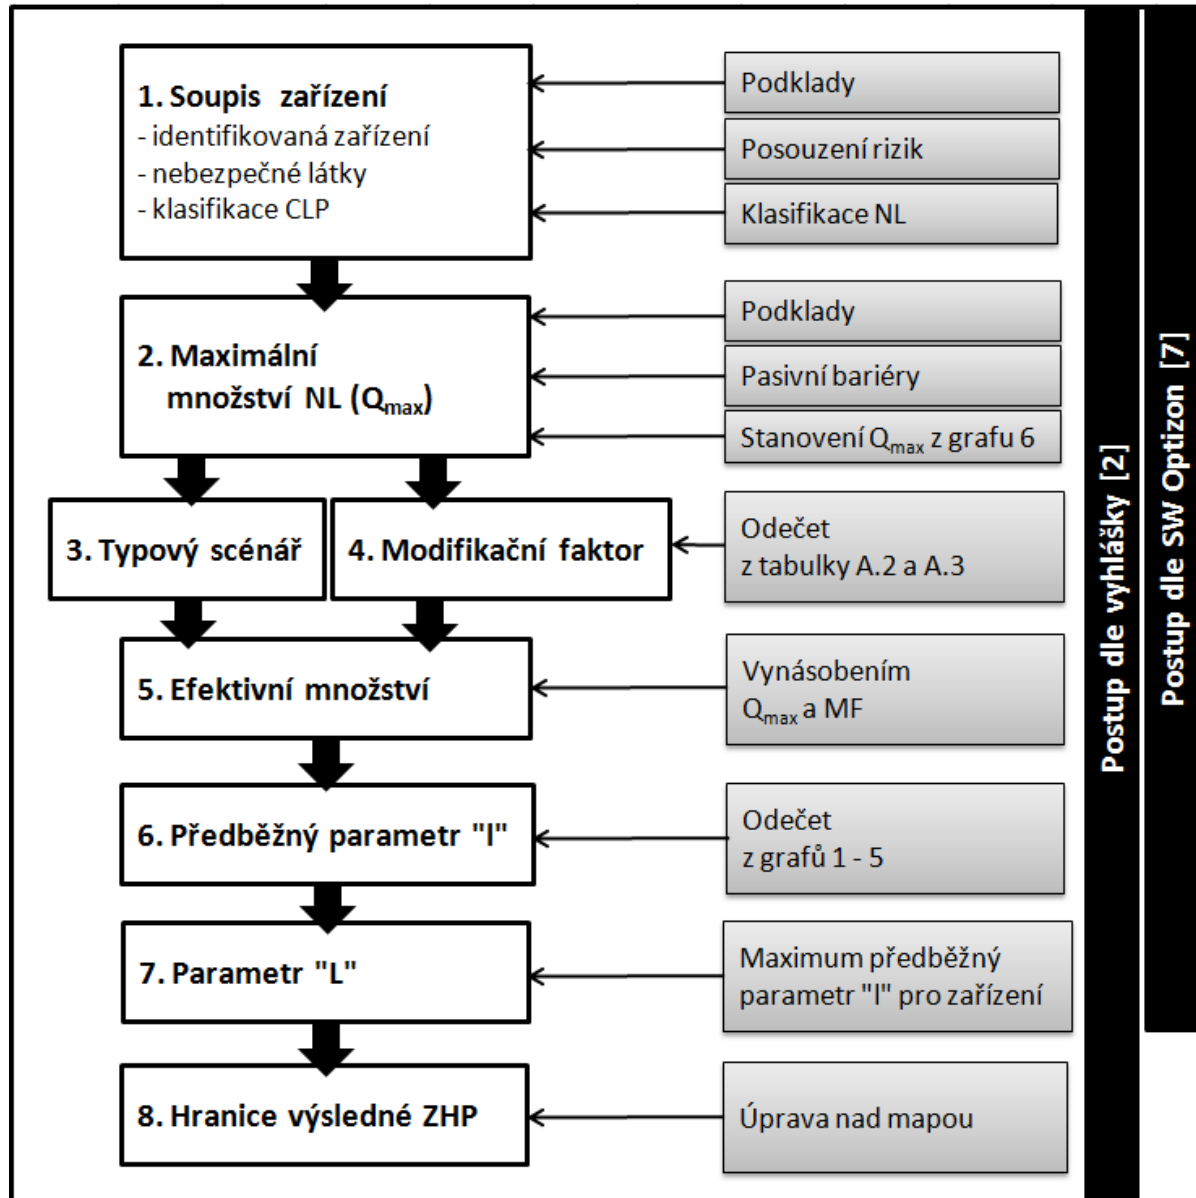 1. Soupis zařízení
- identifikovaná zařízení
- nebezpečné látky
- klasifikace CLP
Podklady
Posouzení rizik
Klasifikace NL
2. Maximální
množství NL (Qmax)
Podklady
Pasivní bariéry
Stanovení Qmax z grafu 6
3. Typový scénář
4. Modifikační faktor
Odečet
z tabulky A.2 a A.3
5. Efektivní množství
Vynásobením
Qmax a MF
6. Předběžný parametr "l"
Odečet
z grafů 1 - 5
7. Parametr "L"
Maximum předběžný
parametr "l" pro zařízení
8. Hranice výsledné ZHP
Úprava nad mapou
Postup dle vyhlášky [2]
Postup dle SW Optizon [7]